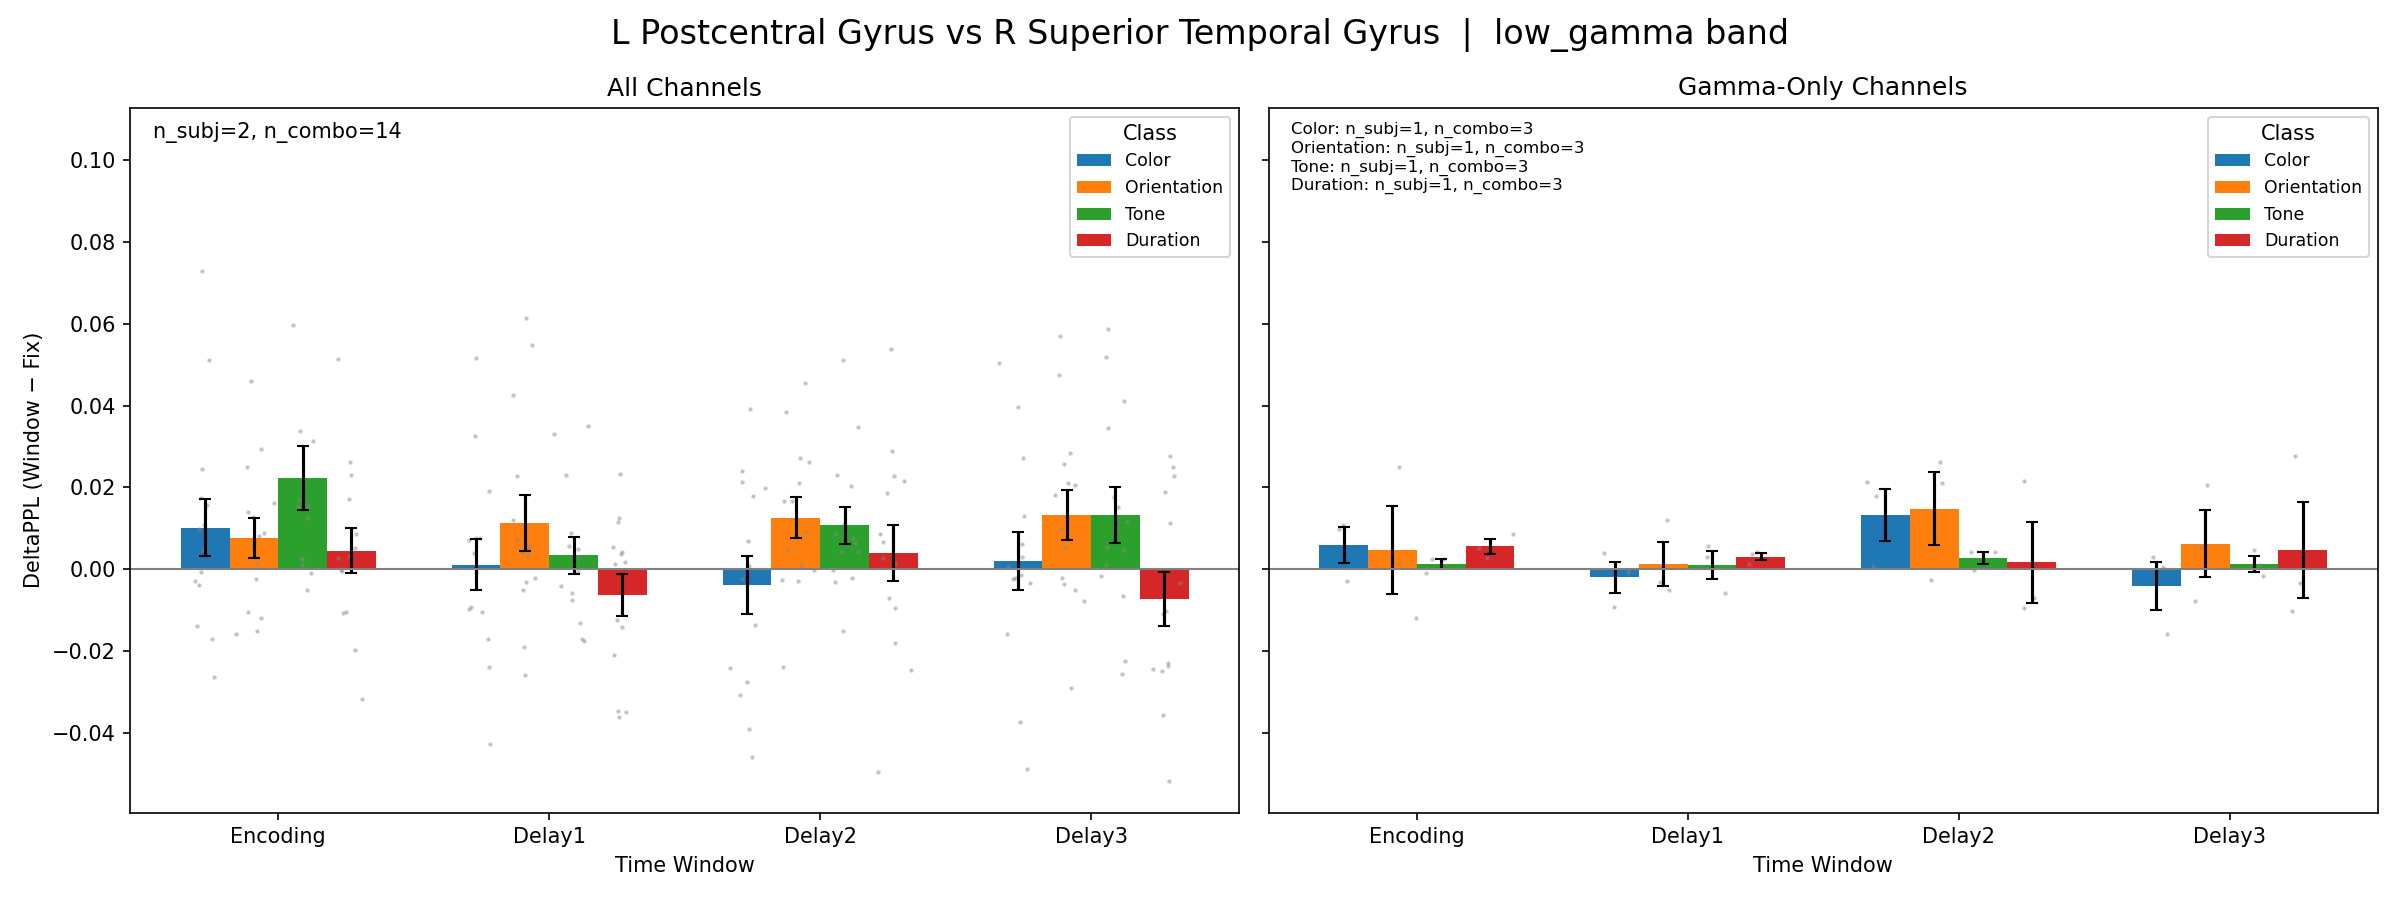 L Postcentral Gyrus vs R Superior Temporal Gyrus | low_gamma band
All Channels
n_subj=2, n_combo=14
Class
Color
Orientation
Tone
Duration
DeltaPPL (Window − Fix)
0.10
0.08
0.06
0.04
0.02
0.00
−0.02
−0.04
Encoding
Delay1
Delay2
Delay3
Time Window
Gamma-Only Channels
Color: n_subj=1, n_combo=3
Orientation: n_subj=1, n_combo=3
Tone: n_subj=1, n_combo=3
Duration: n_subj=1, n_combo=3
Class
Color
Orientation
Tone
Duration
Encoding
Delay1
Delay2
Delay3
Time Window